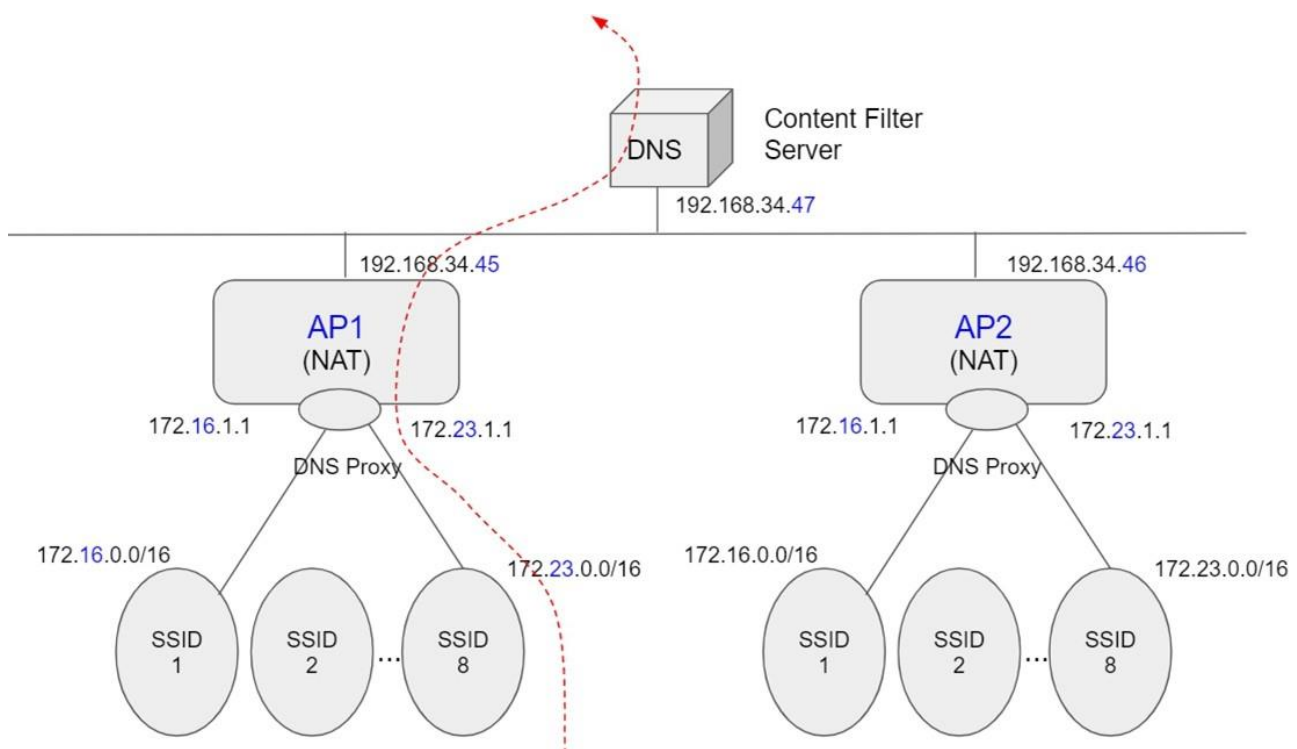 DNS
Content Filter
Server
192.168.34.47
192.168.34.45
192.168.34.46
AP1
(NAT)
AP2
(NAT)
172.16.1.1
172.23.1.1
172.16.1.1
172.23.1.1
DNS Proxy
DNS Proxy
172.16.0.0/16
172.23.0.0/16
172.16.0.0/16
172.23.0.0/16
SSID
1
SSID
2
...
SSID
8
SSID
1
SSID
2
...
SSID
8